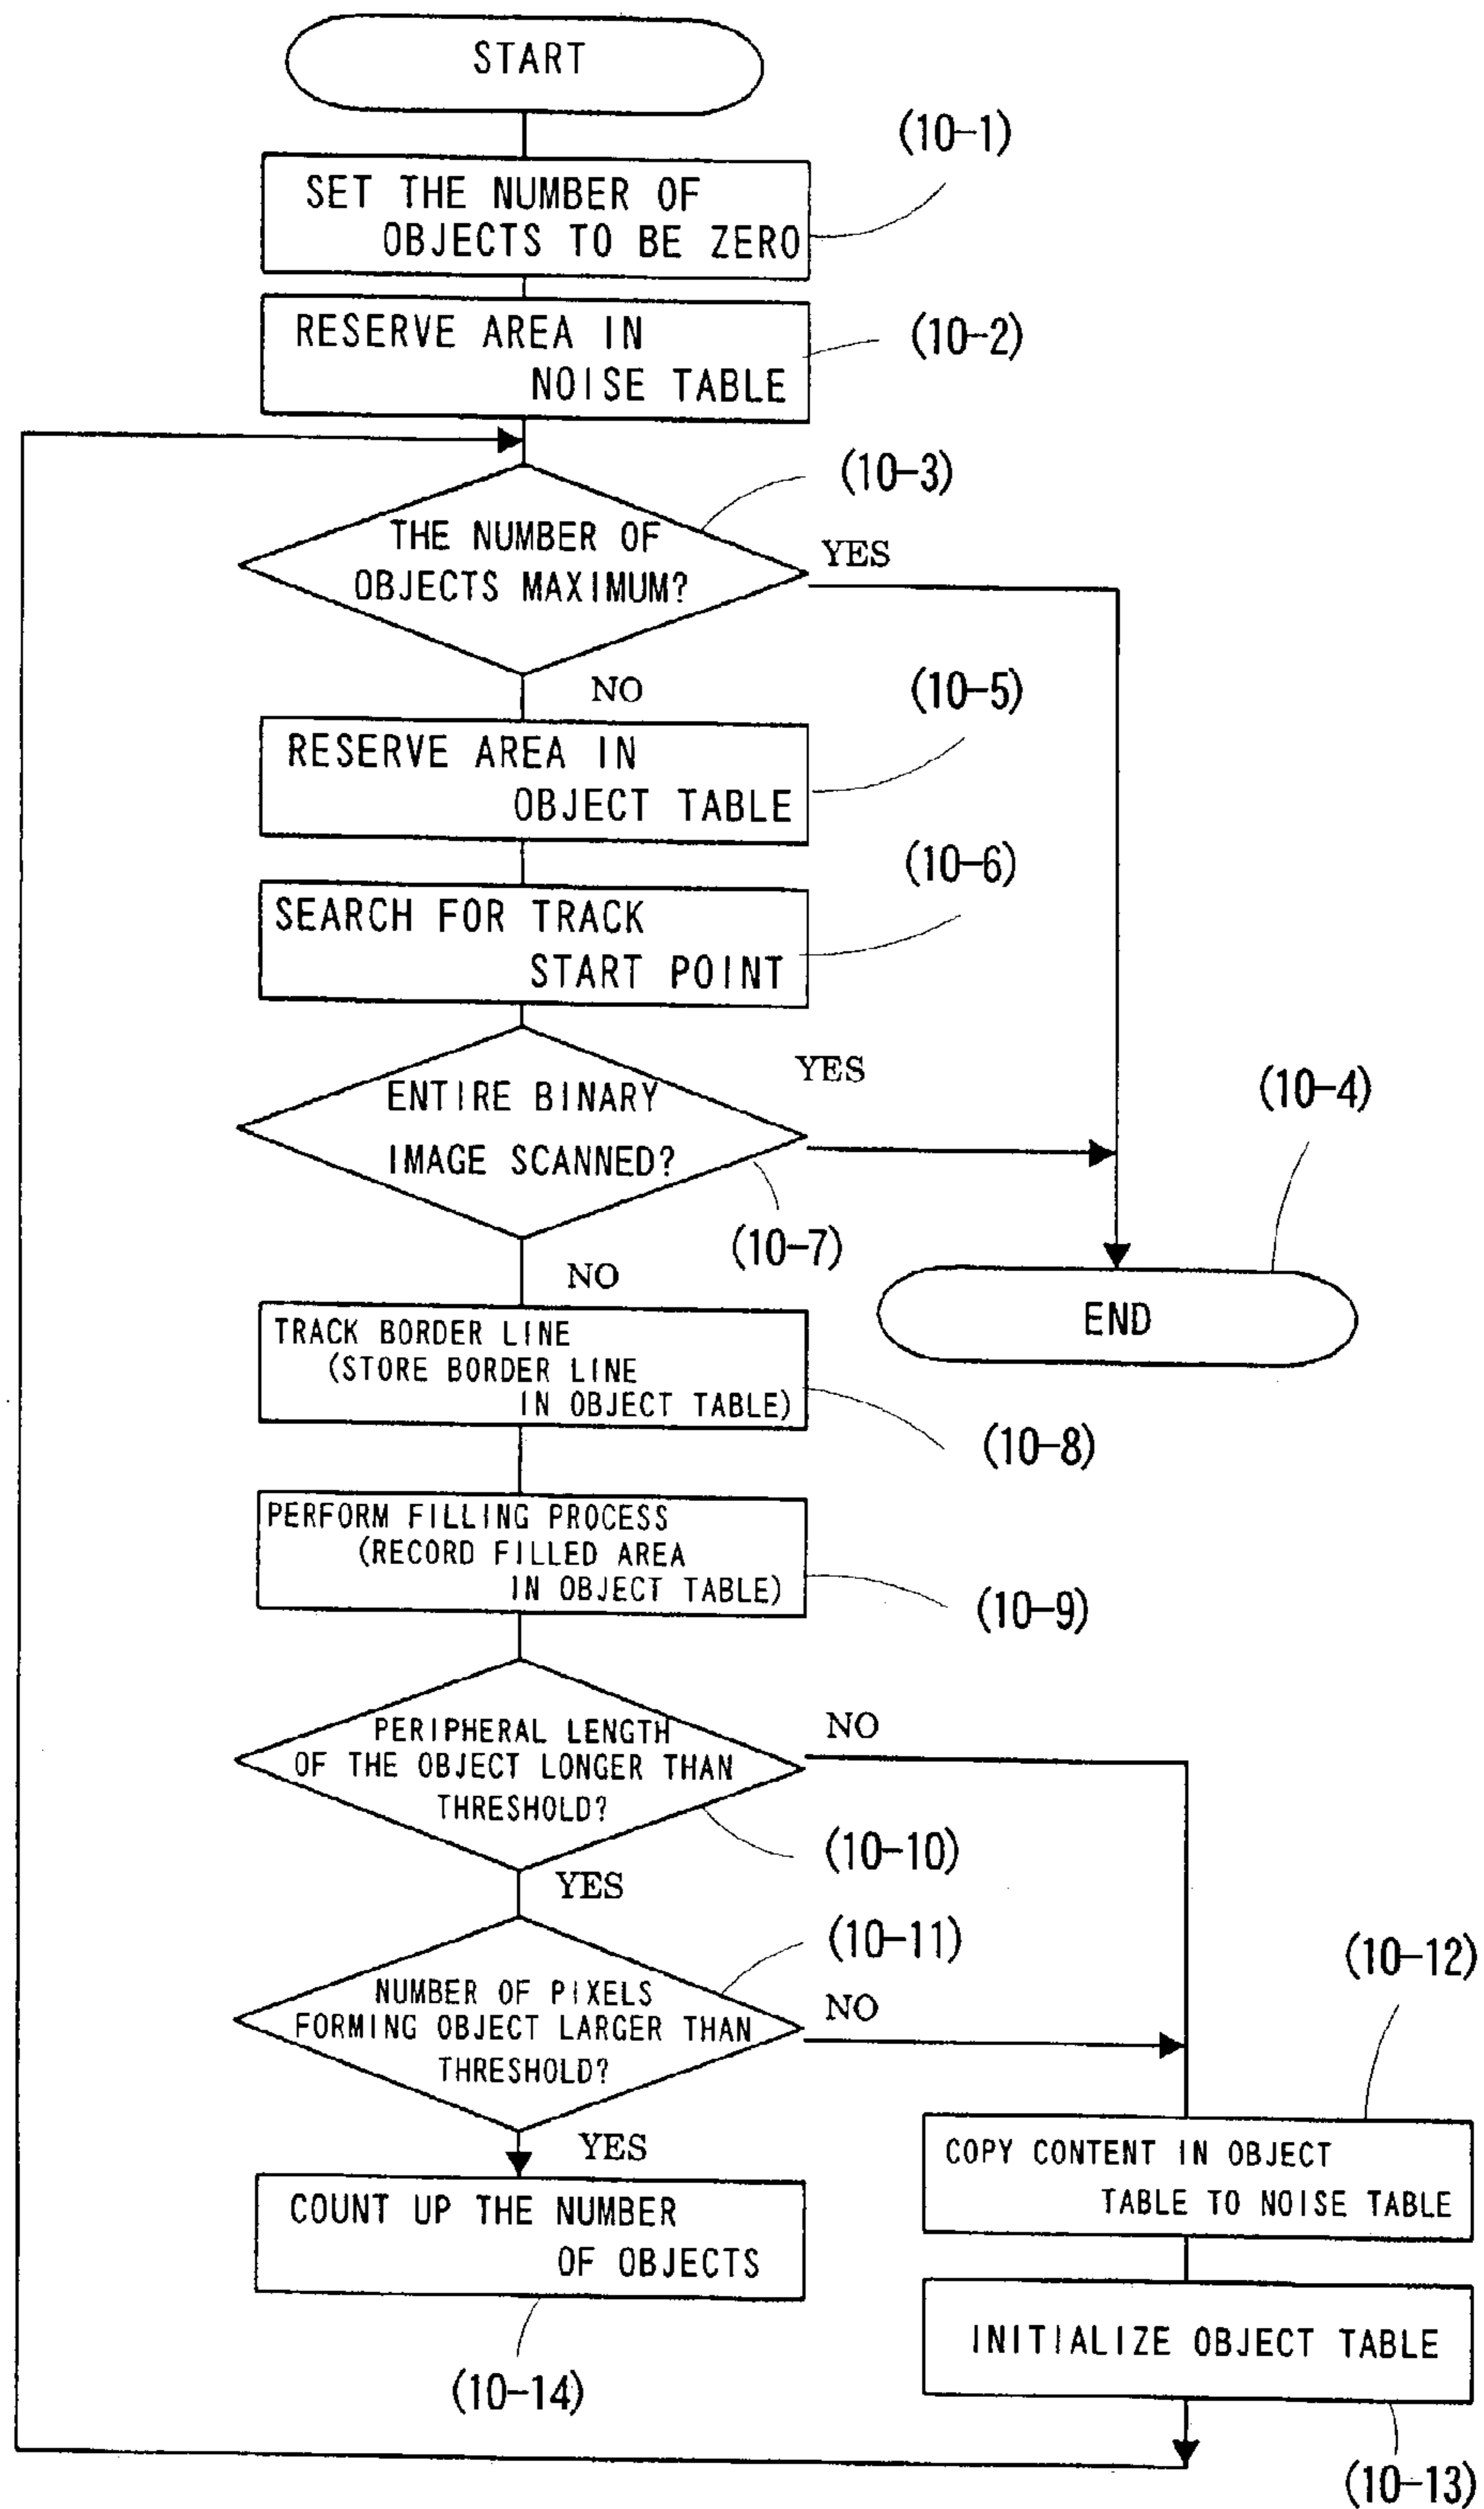 START
(10-1)
SET THE NUMBER OF
OBJECTS TO BE ZERO
RESERVE AREA IN
NOISE TABLE
(10-2)
(10-3)
THE NUMBER OF
OBJECTS MAXIMUM?
YES
NO
(10-5)
RESERVE AREA IN
OBJECT TABLE
(10-6)
SEARCH FOR TRACK
START POINT
YES
ENTIRE BINARY
IMAGE SCANNED?
(10-4)
(10-7)
NO
END
TRACK BORDER LINE
(STORE BORDER LINE
IN OBJECT TABLE)
(10-8)
PERFORM FILLING PROCESS
(RECORD FILLED AREA
IN OBJECT TABLE)
(10-9)
PERIPHERAL LENGTH
OF THE OBJECT LONGER THAN
THRESHOLD?
NO
(10-10)
YES
(10-11)
NUMBER OF PIXELS
FORMING OBJECT LARGER THAN
THRESHOLD?
NO
(10-12)
YES
COPY CONTENT IN OBJECT
TABLE TO NOISE TABLE
COUNT UP THE NUMBER
OF OBJECTS
INITIALIZE OBJECT TABLE
(10-14)
(10-13)